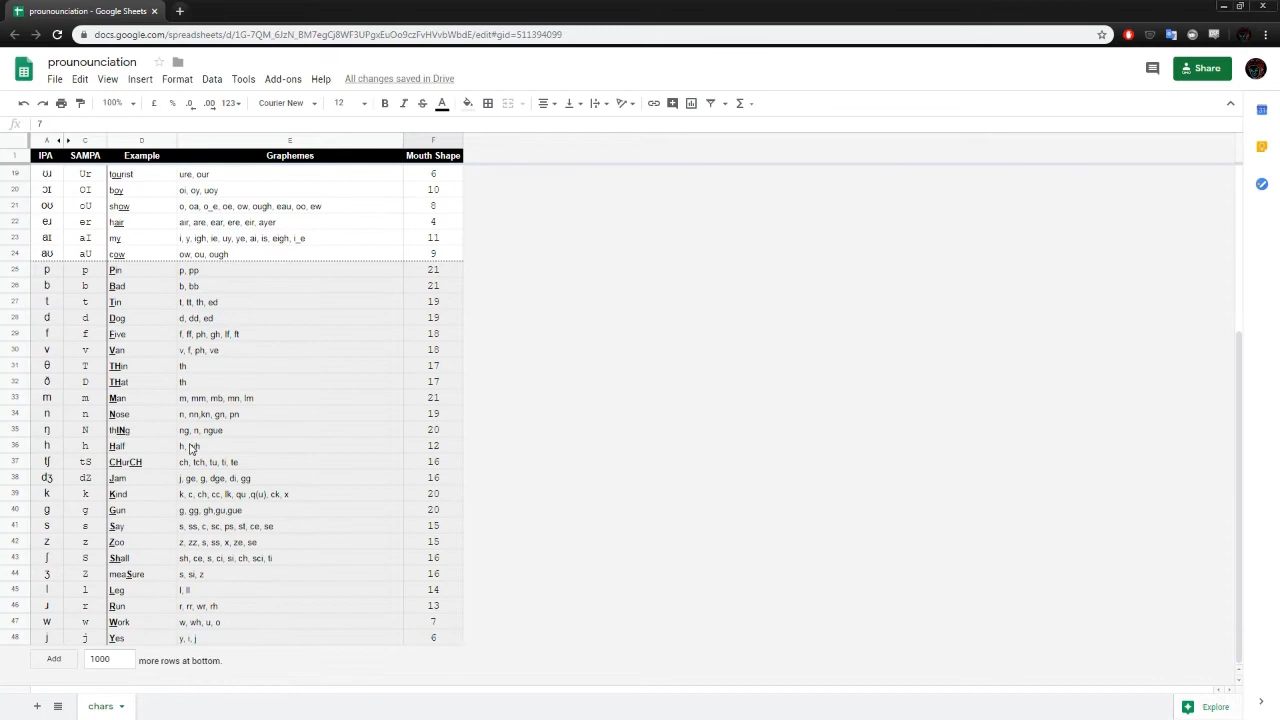 prounounciation - Google Sheets
docs.google.com/spreadsheets/d/1G-7QM_6JzN_BM7egCj8WF3UPgxEuOo9czFvHVvbWbdE/edit#gid=511394099
prounounciation
File Edit View Insert Format Data Tools Add-ons Help All changes saved in Drive
Share
100% £ % .0 .00 123 Courier New 12 B I S A
fx 7
A C D E F
1 IPA SAMPA Example Graphemes Mouth Shape
19 ʊɹ Ur tourist ure, our 6
20 ɔɪ OI boy oi, oy, uoy 10
21 oʊ oU show o, oa, o_e, oe, ow, ough, eau, oo, ew 8
22 eɹ er hair air, are, ear, ere, eir, ayer 4
23 aɪ aI my i, y, igh, ie, uy, ye, ai, is, eigh, i_e 11
24 aʊ aU cow ow, ou, ough 9
25 p p Pin p, pp 21
26 b b Bad b, bb 21
27 t t Tin t, tt, th, ed 19
28 d d Dog d, dd, ed 19
29 f f Five f, ff, ph, gh, lf, ft 18
30 v v Van v, f, ph, ve 18
31 θ T THin th 17
32 ð D THat th 17
33 m m Man m, mm, mb, mn, lm 21
34 n n Nose n, nn,kn, gn, pn 19
35 ŋ N thINg ng, n, ngue 20
36 h h Half h, 12
37 tʃ tS CHurCH ch, tch, tu, ti, te 16
38 dʒ dZ Jam j, ge, g, dge, di, gg 16
39 k k Kind k, c, ch, cc, lk, qu ,q(u), ck, x 20
40 g g Gun g, gg, gh,gu,gue 20
41 s s Say s, ss, c, sc, ps, st, ce, se 15
42 z z Zoo z, zz, s, ss, x, ze, se 15
43 ʃ S Shall sh, ce, s, ci, si, ch, sci, ti 16
44 ʒ Z meaSure s, si, z 16
45 l l Leg l, ll 14
46 ɹ r Run r, rr, wr, rh 13
47 w w Work w, wh, u, o 7
48 j j Yes y, i, j 6
Add 1000 more rows at bottom.
chars
Explore